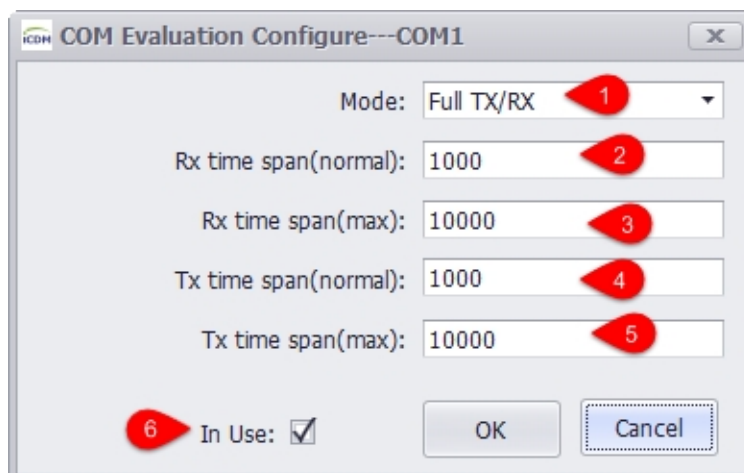 iCOM COM Evaluation Configure---COM1 x
Mode: Full TX/RX 1
Rx time span(normal): 1000 2
Rx time span(max): 10000 3
Tx time span(normal): 1000 4
Tx time span(max): 10000 5
6 In Use: OK Cancel